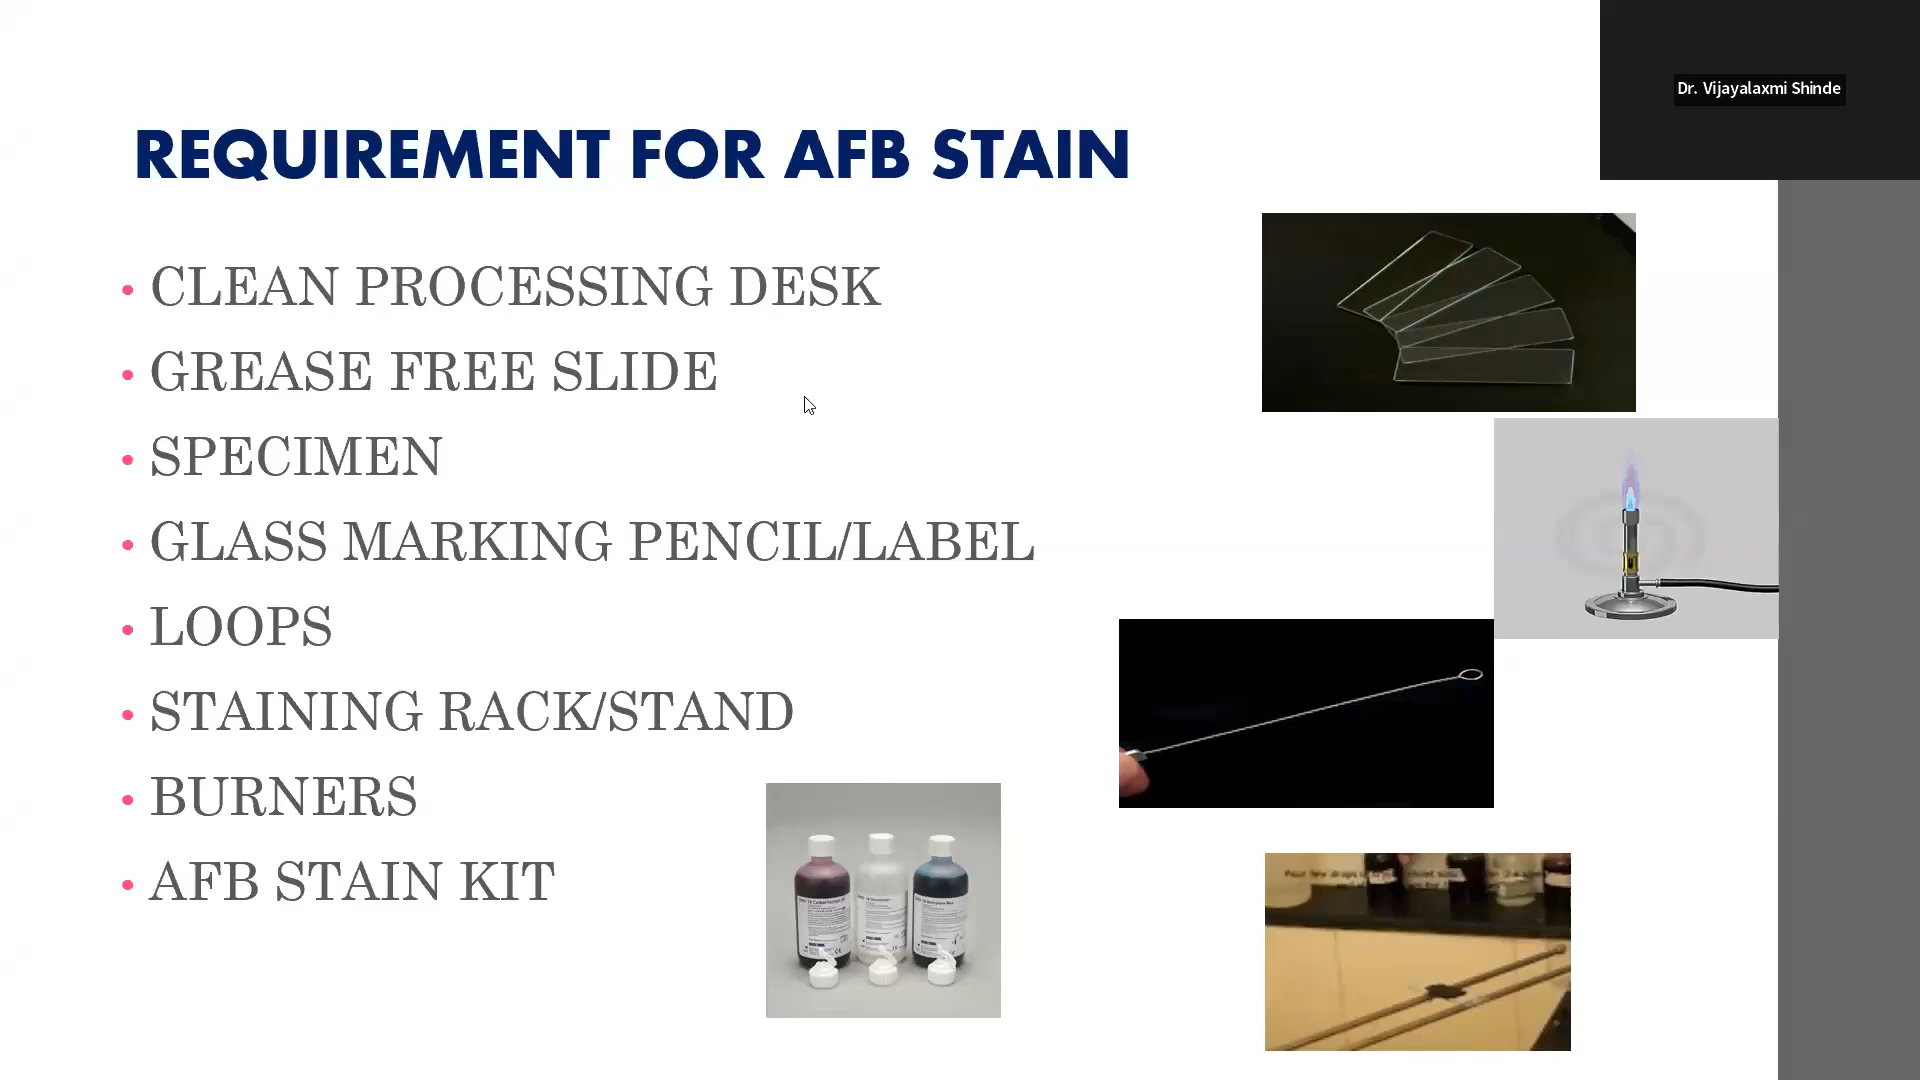 Dr. Vijayalaxmi Shinde
REQUIREMENT FOR AFB STAIN
• CLEAN PROCESSING DESK
• GREASE FREE SLIDE
• SPECIMEN
• GLASS MARKING PENCIL/LABEL
• LOOPS
• STAINING RACK/STAND
• BURNERS
• AFB STAIN KIT